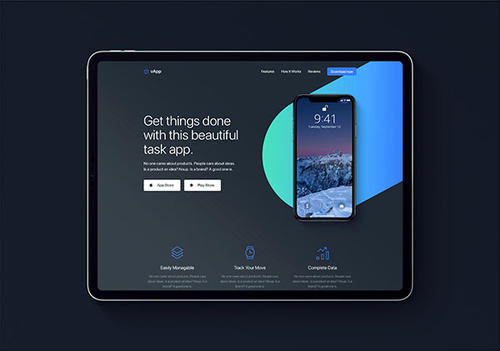 vApp
Features How It Works Reviews Download now
Get things done
with this beautiful
task app.
No one cares about products. People care about ideas.
Is a product an idea? Noup. Is a brand? A good one is.
App Store
Play Store
9:41
Tuesday, September 12
Easily Managable
Track Your Move
Complete Data
No one cares about products. People care
about ideas. Is a product an idea? Noup. Is
a brand? A good one is.
No one cares about products. People care
about ideas. Is a product an idea? Noup. Is
a brand? A good one is.
No one cares about products. People care
about ideas. Is a product an idea? Noup. Is
a brand? A good one is.